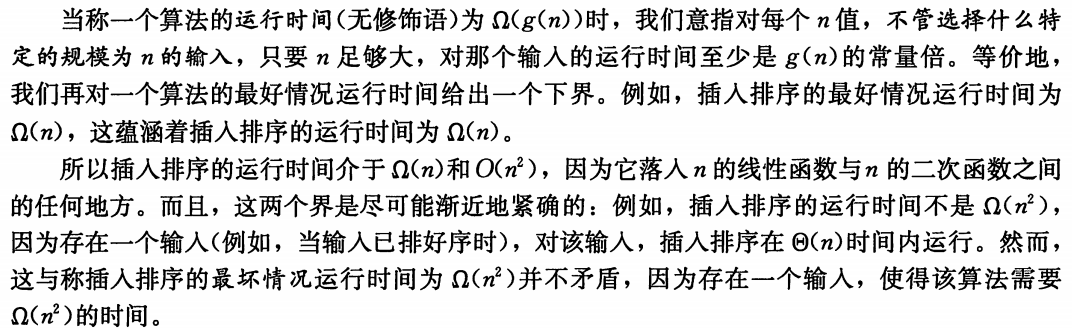 当称一个算法的运行时间(无修饰语)为 Ω(g(n))时，我们意指对每个 n 值，不管选择什么特
定的规模为 n 的输入，只要 n 足够大，对那个输入的运行时间至少是 g(n)的常量倍。等价地，
我们再对一个算法的最好情况运行时间给出一个下界。例如，插入排序的最好情况运行时间为
Ω(n)，这蕴涵着插入排序的运行时间为 Ω(n)。
所以插入排序的运行时间介于 Ω(n)和 O(n²)，因为它落入 n 的线性函数与 n 的二次函数之间
的任何地方。而且，这两个界是尽可能渐近地紧确的：例如，插入排序的运行时间不是 Ω(n²)，
因为存在一个输入(例如，当输入已排好序时)，对该输入，插入排序在 Θ(n)时间内运行。然而，
这与称插入排序的最坏情况运行时间为 Ω(n²)并不矛盾，因为存在一个输入，使得该算法需要
Ω(n²)的时间。